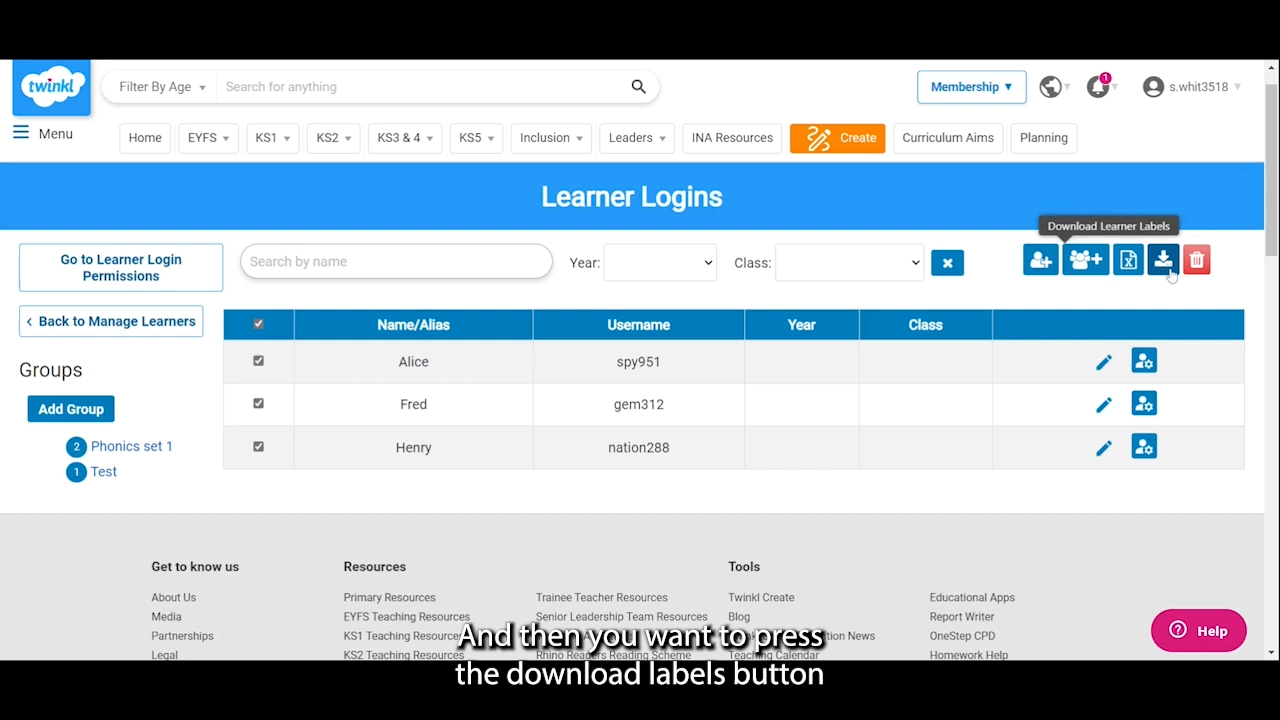 twinkl
Filter By Age
Search for anything
Membership ▼
1
s.whit3518
Menu
Home
EYFS
KS1
KS2
KS3 & 4
KS5
Inclusion
Leaders
INA Resources
Create
Curriculum Aims
Planning
Learner Logins
Download Learner Labels
Go to Learner Login
Permissions
Search by name
Year:
Class:
Back to Manage Learners
Groups
Add Group
2 Phonics set 1
1 Test
Name/Alias Username Year Class
Alice spy951
Fred gem312
Henry nation288
Get to know us Resources Tools
About Us Primary Resources Trainee Teacher Resources Twinkl Create Educational Apps
Media EYFS Teaching Resources Senior Leadership Team Resources Blog Report Writer
Partnerships KS1 Teaching Resources News OneStep CPD
Legal KS2 Teaching Resources Rhino Readers Reading Scheme Teaching Calendar Homework Help
Help
And then you want to press
the download labels button